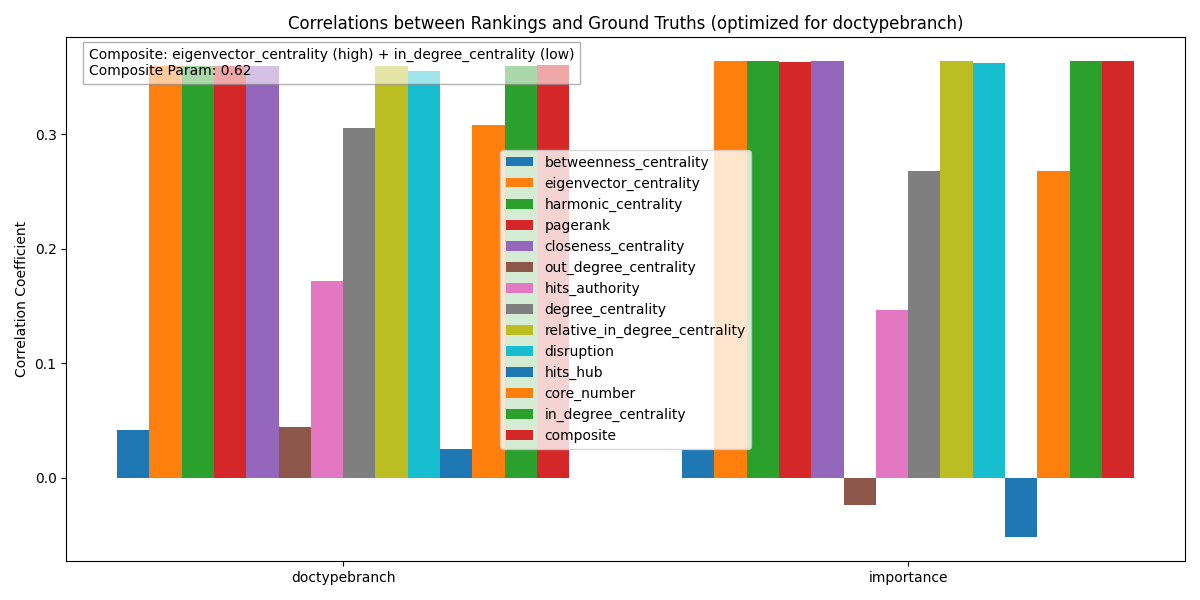 Correlations between Rankings and Ground Truths (optimized for doctypebranch)
Composite: eigenvector_centrality (high) + in_degree_centrality (low)
Composite Param: 0.62
Correlation Coefficient
0.3
0.2
0.1
0.0
betweenness_centrality
eigenvector_centrality
harmonic_centrality
pagerank
closeness_centrality
out_degree_centrality
hits_authority
degree_centrality
relative_in_degree_centrality
disruption
hits_hub
core_number
in_degree_centrality
composite
doctypebranch
importance